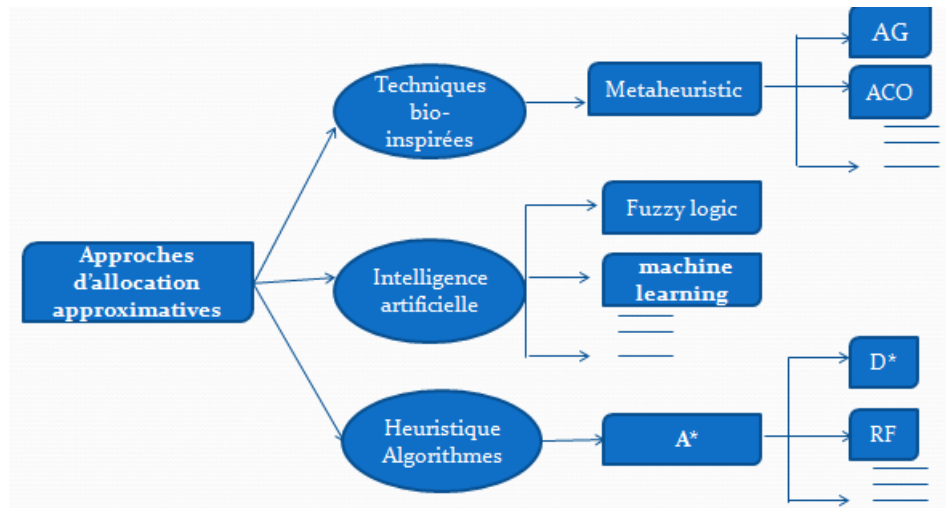 AG
Techniques
bio-
inspirées
Metaheuristic
ACO
Fuzzy logic
Approches
d'allocation
approximatives
Intelligence
artificielle
machine
learning
D*
Heuristique
Algorithmes
A*
RF